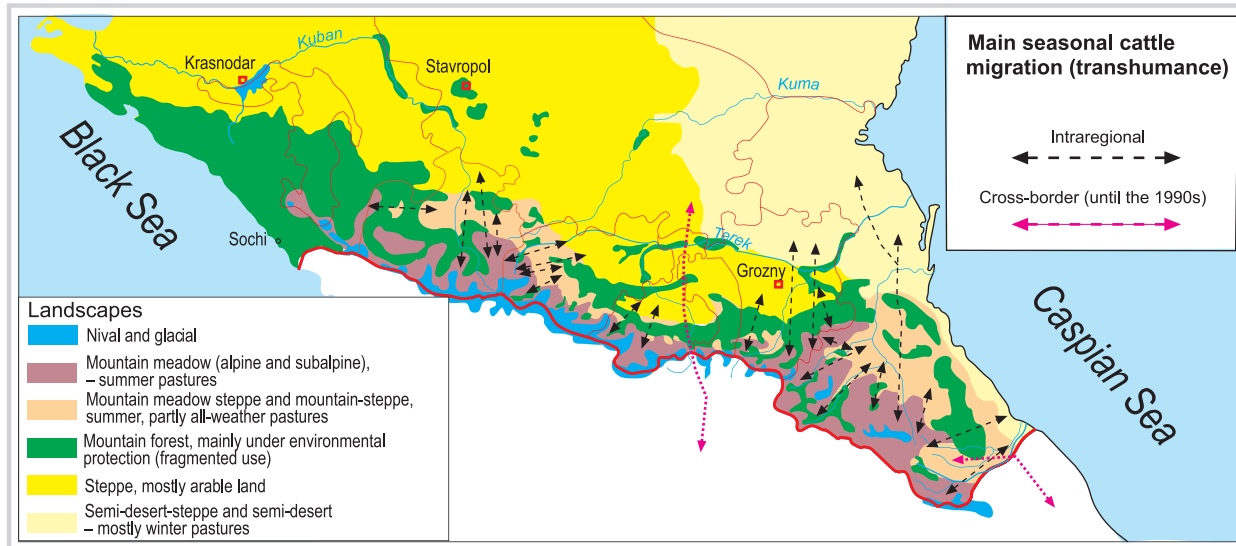 Main seasonal cattle
migration (transhumance)
Intraregional
Cross-border (until the 1990s)
Kuban
Krasnodar
Stavropol
Kuma
Black Sea
Sochi
Terek
Grozny
Caspian Sea
Landscapes
Nival and glacial
Mountain meadow (alpine and subalpine),
– summer pastures
Mountain meadow steppe and mountain-steppe,
summer, partly all-weather pastures
Mountain forest, mainly under environmental
protection (fragmented use)
Steppe, mostly arable land
Semi-desert-steppe and semi-desert
– mostly winter pastures